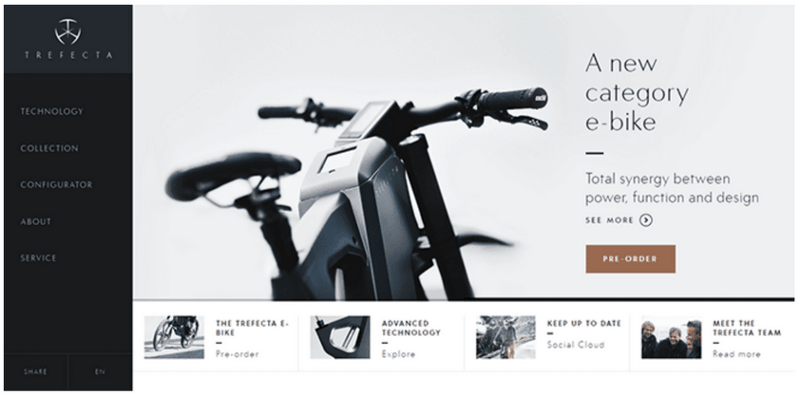 TREFECTA
TECHNOLOGY
COLLECTION
CONFIGURATOR
ABOUT
SERVICE
SHARE
EN
A new
category
e-bike
Total synergy between
power, function and design
SEE MORE
PRE-ORDER
THE TREFECTA E-
BIKE
Pre-order
ADVANCED
TECHNOLOGY
Explore
KEEP UP TO DATE
Social Cloud
MEET THE
TREFECTA TEAM
Read more